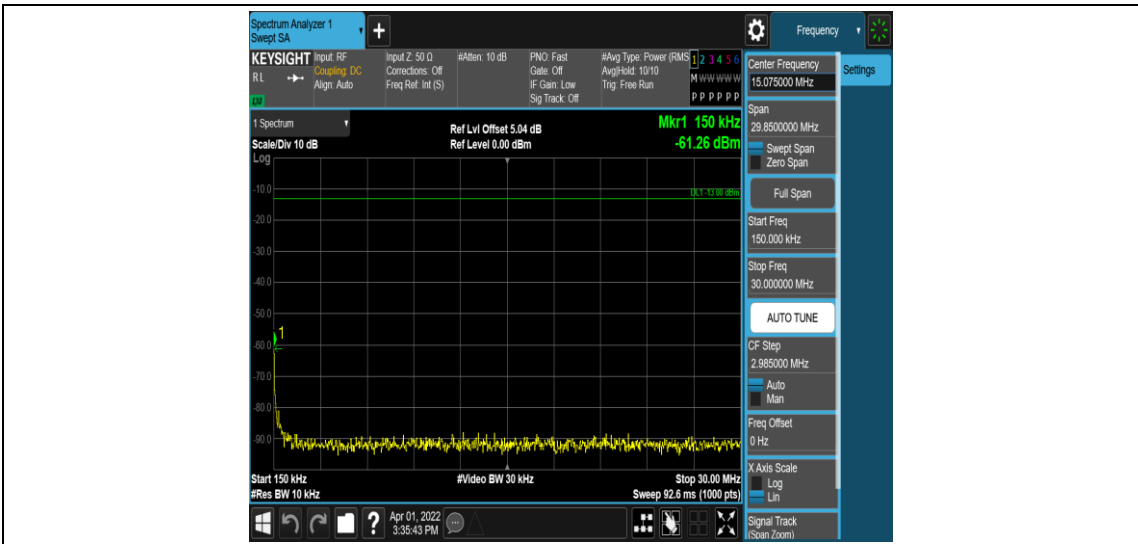 Spectrum Analyzer 1
Swept SA
+
Frequency
KEYSIGHT
RL
LXI
Input: RF
Coupling: DC
Align: Auto
Input Z: 50 Ω
Corrections: Off
Freq Ref: Int (S)
#Atten: 10 dB
PNO: Fast
Gate: Off
IF Gain: Low
Sig Track: Off
#Avg Type: Power (RMS
Avg|Hold: 10/10
Trig: Free Run
1 2 3 4 5 6
M W W W W W
P P P P P P
1 Spectrum
Scale/Div 10 dB
Log
Ref Lvl Offset 5.04 dB
Ref Level 0.00 dBm
Mkr1 150 kHz
-61.26 dBm
DL1 -13.00 dBm
-10.0
-20.0
-30.0
-40.0
-50.0
1
-60.0
-70.0
-80.0
-90.0
Start 150 kHz
#Res BW 10 kHz
#Video BW 30 kHz
Stop 30.00 MHz
Sweep 92.6 ms (1000 pts)
?
Apr 01, 2022
3:35:43 PM
Center Frequency
15.075000 MHz
Settings
Span
29.8500000 MHz
Swept Span
Zero Span
Full Span
Start Freq
150.000 kHz
Stop Freq
30.000000 MHz
AUTO TUNE
CF Step
2.985000 MHz
Auto
Man
Freq Offset
0 Hz
X Axis Scale
Log
Lin
Signal Track
(Span Zoom)